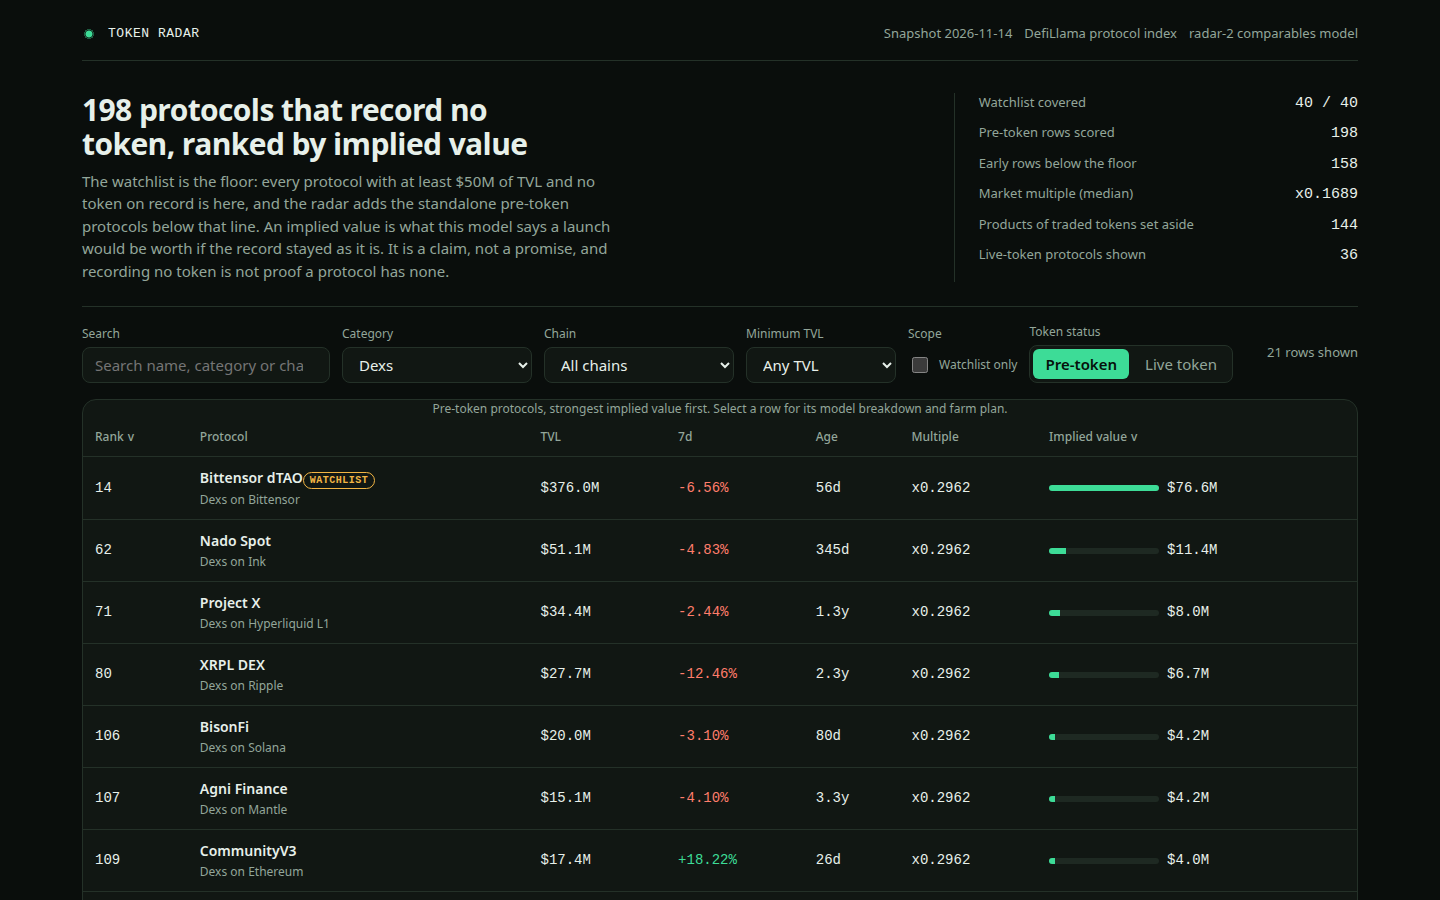 TOKEN RADAR
Snapshot 2026-11-14 DefiLlama protocol index radar-2 comparables model
198 protocols that record no
token, ranked by implied value
The watchlist is the floor: every protocol with at least $50M of TVL and no
token on record is here, and the radar adds the standalone pre-token
protocols below that line. An implied value is what this model says a launch
would be worth if the record stayed as it is. It is a claim, not a promise, and
recording no token is not proof a protocol has none.
Watchlist covered 40 / 40
Pre-token rows scored 198
Early rows below the floor 158
Market multiple (median) x0.1689
Products of traded tokens set aside 144
Live-token protocols shown 36
Search Category Chain Minimum TVL Scope Token status
Search name, category or cha Dexs All chains Any TVL Watchlist only Pre-token Live token 21 rows shown
Pre-token protocols, strongest implied value first. Select a row for its model breakdown and farm plan.
Rank v Protocol TVL 7d Age Multiple Implied value v
14 Bittensor dTAO WATCHLIST $376.0M -6.56% 56d x0.2962 $76.6M
Dexs on Bittensor
62 Nado Spot $51.1M -4.83% 345d x0.2962 $11.4M
Dexs on Ink
71 Project X $34.4M -2.44% 1.3y x0.2962 $8.0M
Dexs on Hyperliquid L1
80 XRPL DEX $27.7M -12.46% 2.3y x0.2962 $6.7M
Dexs on Ripple
106 BisonFi $20.0M -3.10% 80d x0.2962 $4.2M
Dexs on Solana
107 Agni Finance $15.1M -4.10% 3.3y x0.2962 $4.2M
Dexs on Mantle
109 CommunityV3 $17.4M +18.22% 26d x0.2962 $4.0M
Dexs on Ethereum